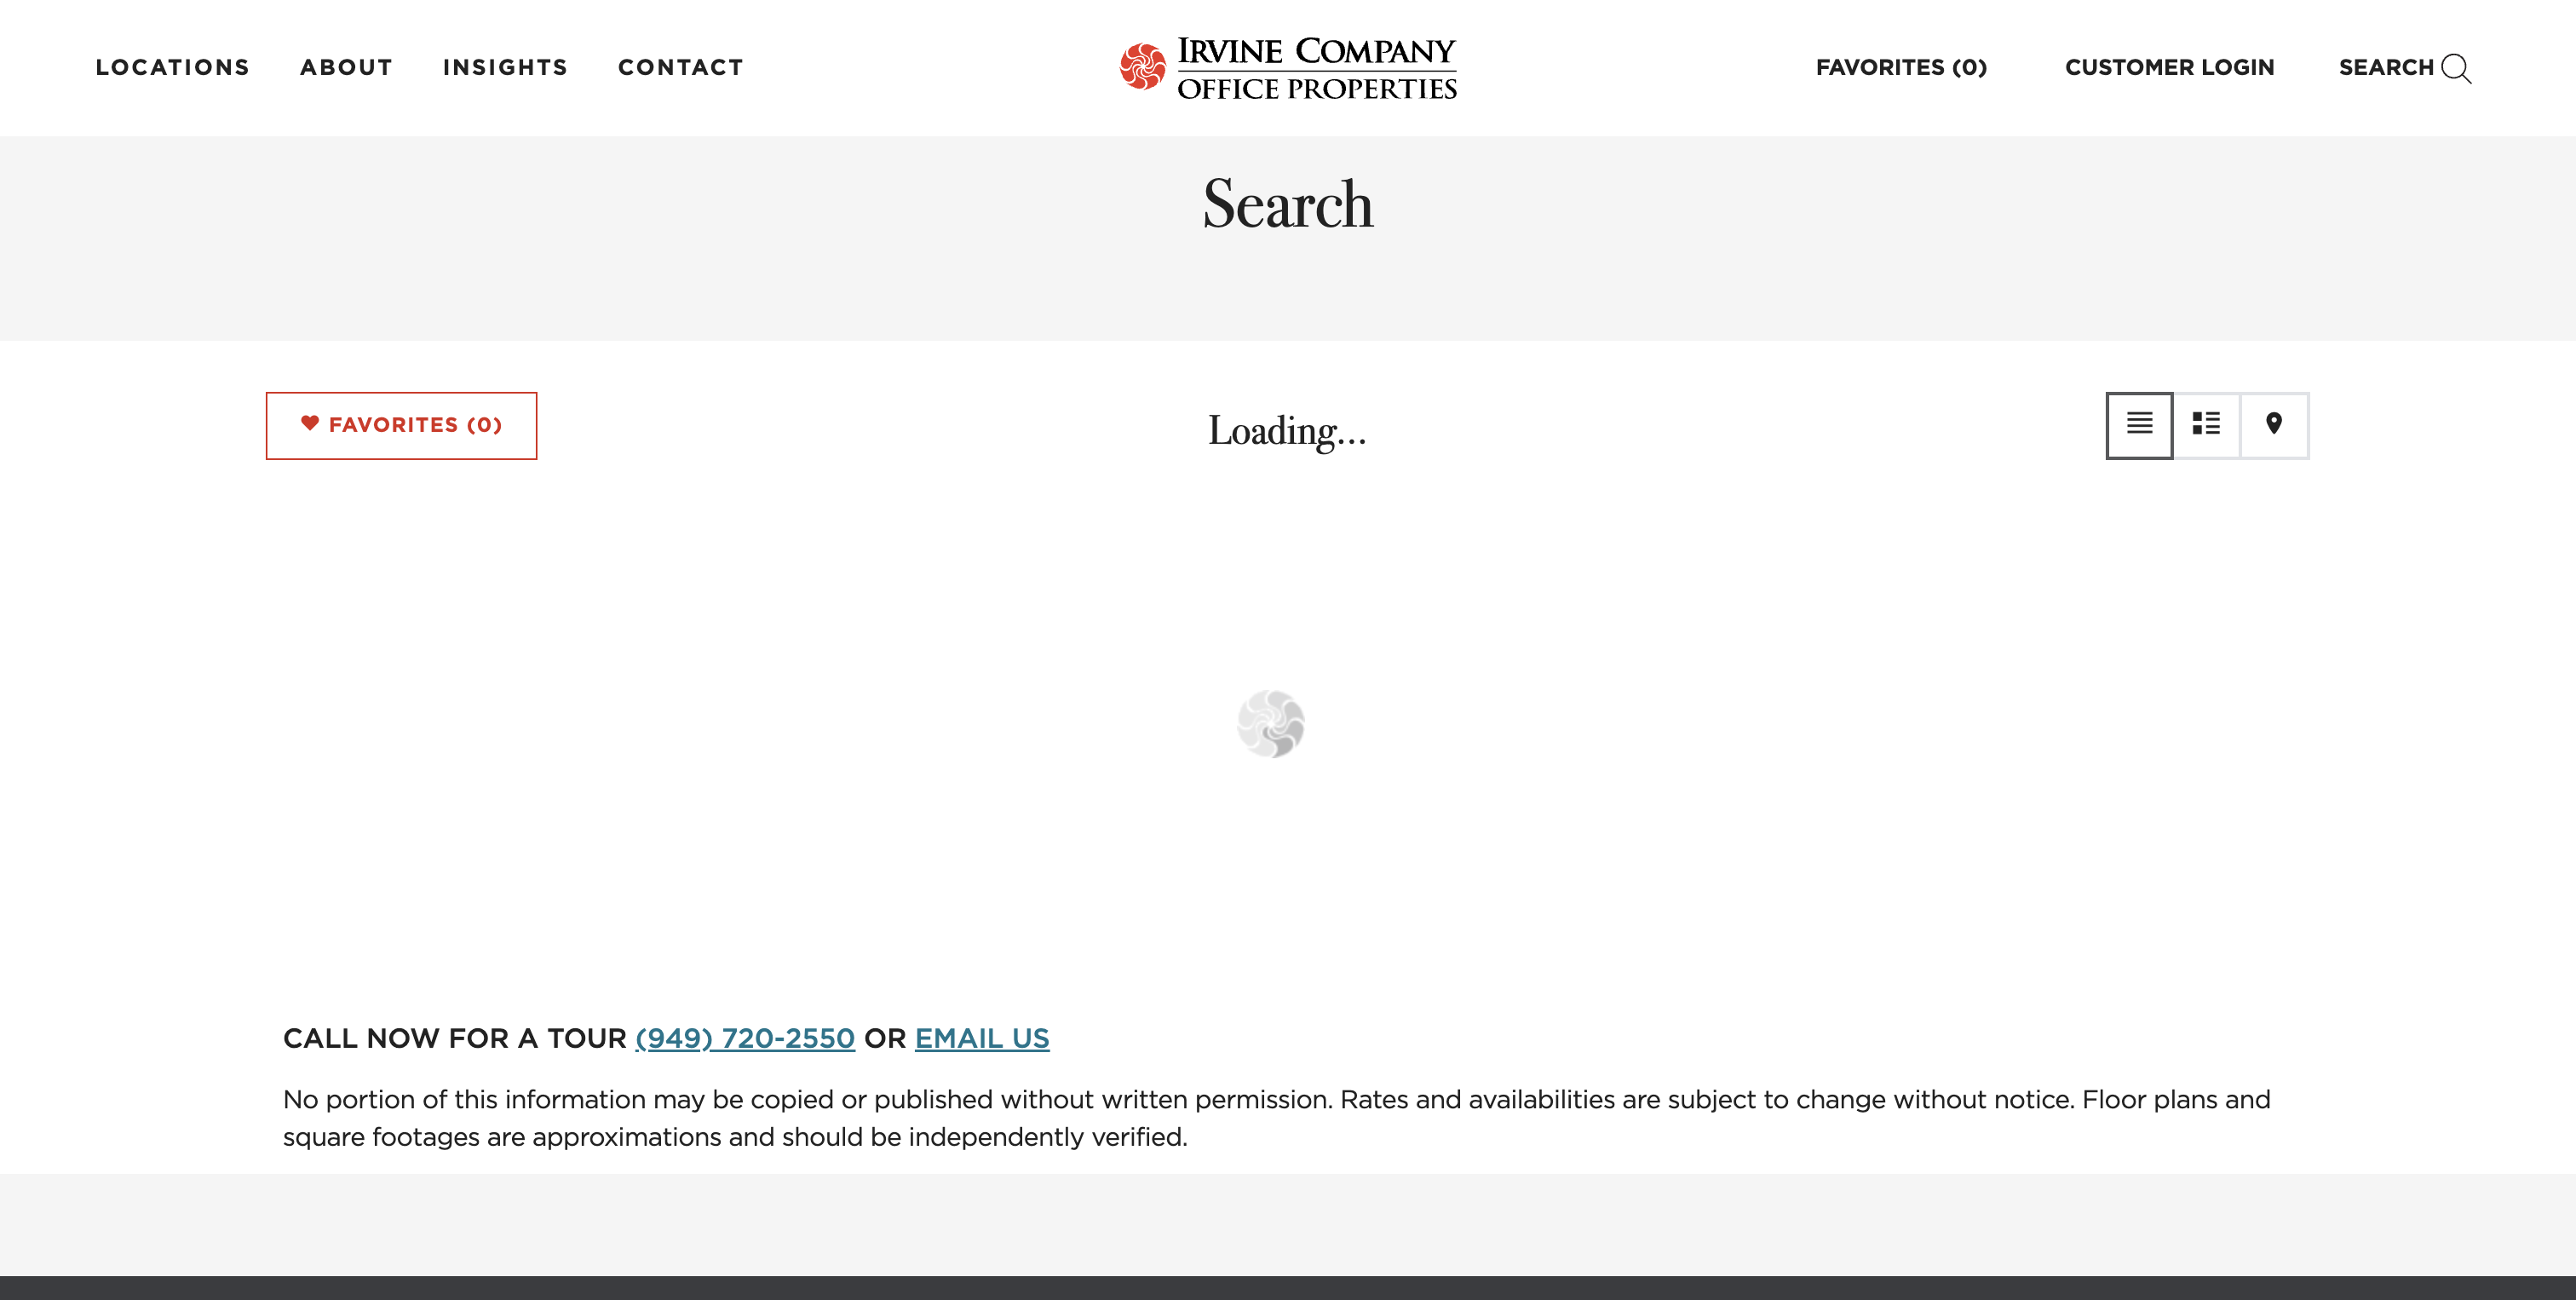 LOCATIONS ABOUT INSIGHTS CONTACT
IRVINE COMPANY
OFFICE PROPERTIES
FAVORITES (0) CUSTOMER LOGIN SEARCH
Search
FAVORITES (0)
Loading...
CALL NOW FOR A TOUR (949) 720-2550 OR EMAIL US
No portion of this information may be copied or published without written permission. Rates and availabilities are subject to change without notice. Floor plans and
square footages are approximations and should be independently verified.